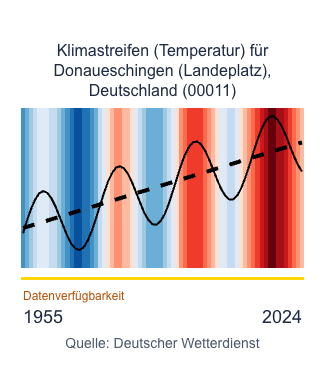 Klimastreifen (Temperatur) für
Donaueschingen (Landeplatz),
Deutschland (00011)
Datenverfügbarkeit
1955 2024
Quelle: Deutscher Wetterdienst